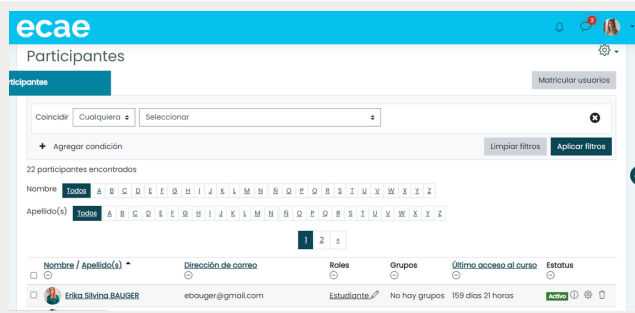 ecae
Participantes
ticipantes
Matricular usuarios
Coincidir Cualquiera Seleccionar
Agregar condición
Limpiar filtros Aplicar filtros
22 participantes encontrados
Nombre Todos A B C D E F G H I J K L M N Ñ O P Q R S T U V W X Y Z
Apellido(s) Todos A B C D E F G H I J K L M N Ñ O P Q R S T U V W X Y Z
1 2 »
Nombre / Apellido(s) Dirección de correo Roles Grupos Último acceso al curso Estatus
Erika Silvina BAUGER ebauger@gmail.com Estudiante No hay grupos 159 días 21 horas Activo